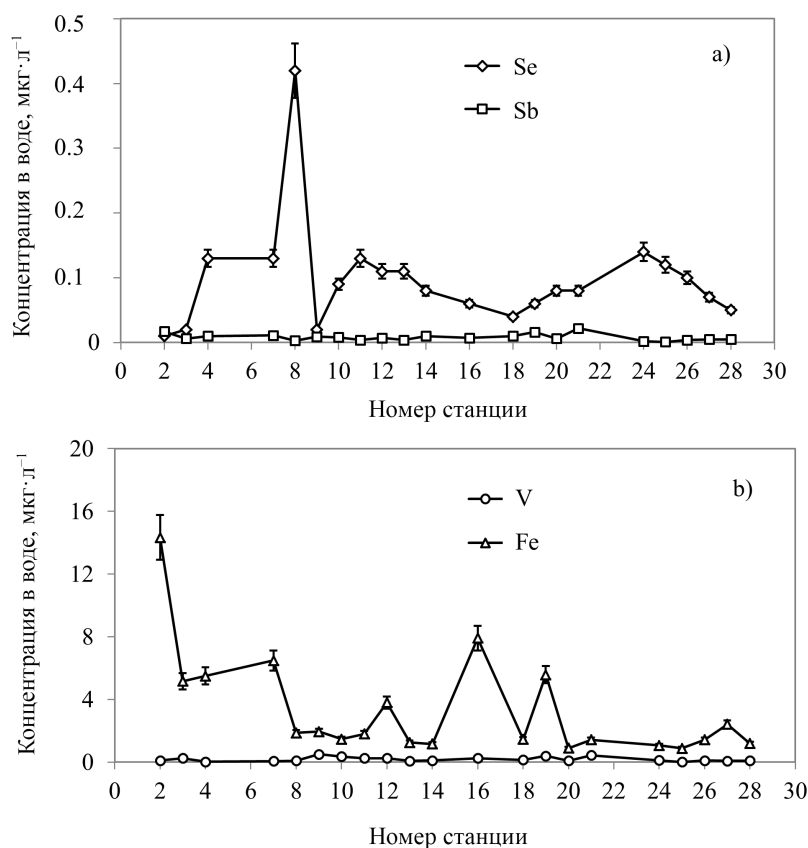 Концентрация в воде, мкг·л⁻¹
0.5
0.4
0.3
0.2
0.1
0
a)
Se
Sb
0 2 4 6 8 10 12 14 16 18 20 22 24 26 28 30
Номер станции
Концентрация в воде, мкг·л⁻¹
20
16
12
8
4
0
b)
V
Fe
0 2 4 6 8 10 12 14 16 18 20 22 24 26 28 30
Номер станции